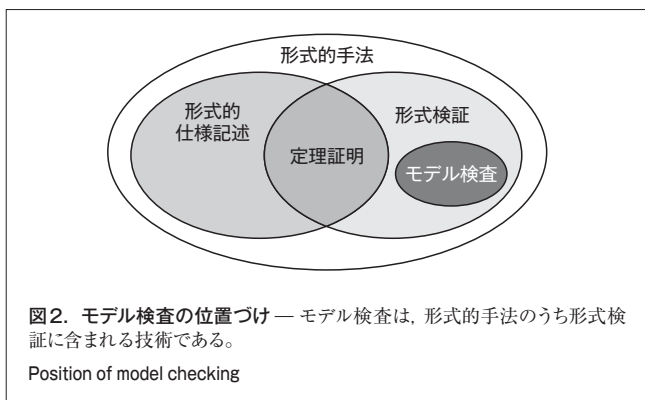 形式的手法
形式的
仕様記述
形式検証
定理証明
モデル検査
図2. モデル検査の位置づけ — モデル検査は，形式的手法のうち形式検
証に含まれる技術である。
Position of model checking